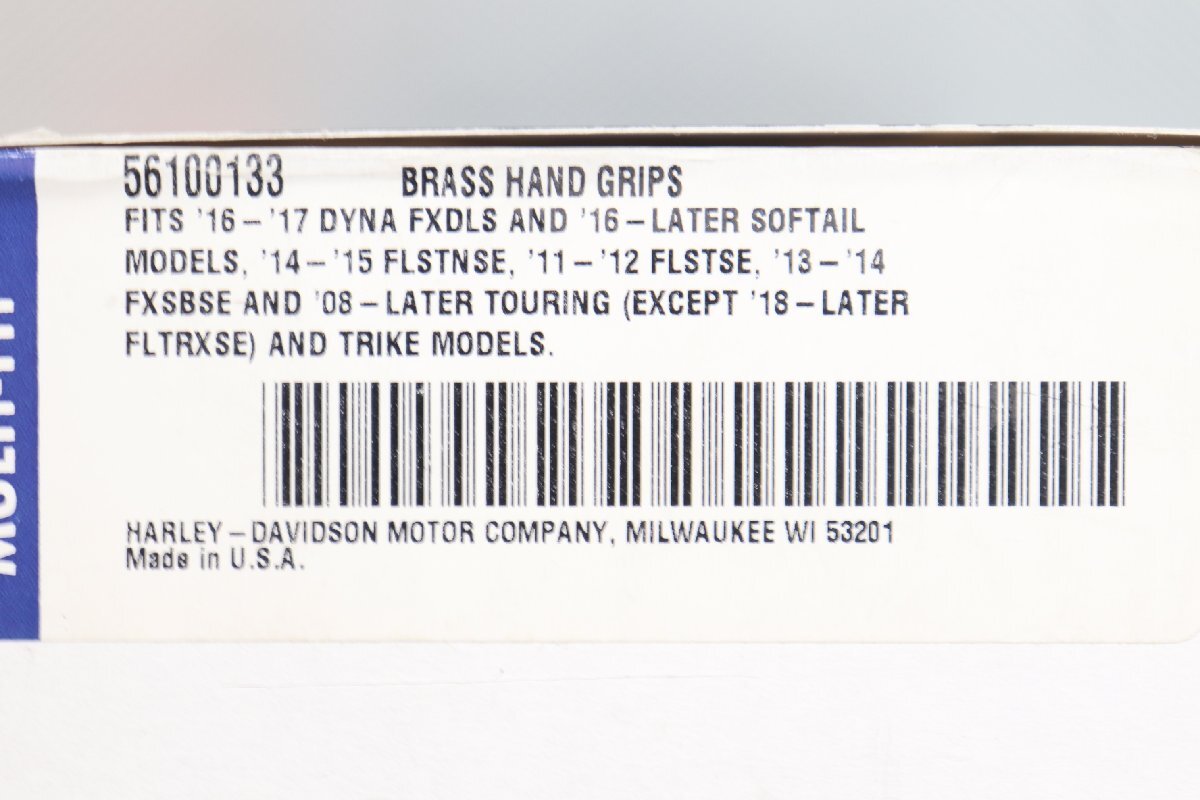 56100133 BRASS HAND GRIPS
FITS '16-'17 DYNA FXDLS AND '16-LATER SOFTAIL
MODELS, '14-'15 FLSTNSE, '11-'12 FLSTSE, '13-'14
FXSBSE AND '08-LATER TOURING (EXCEPT '18-LATER
FLTRXSE) AND TRIKE MODELS.
HARLEY-DAVIDSON MOTOR COMPANY, MILWAUKEE WI 53201
Made in U.S.A.
MULTI-FIT